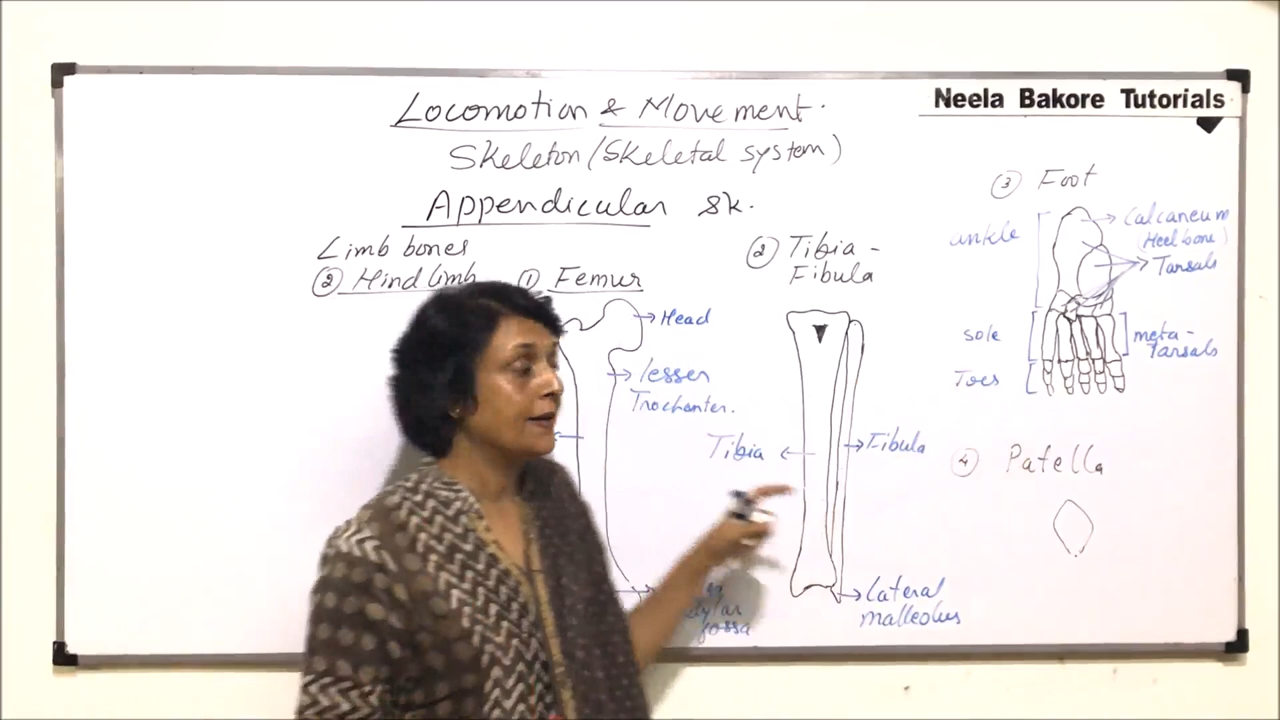 Neela Bakore Tutorials
Locomotion & Movement.
Skeleton (Skeletal system)
Appendicular sk.
Limb bones
② Hind limb
① Femur
Head
lesser
Trochanter.
fossa
② Tibia -
Fibula
Tibia
Fibula
Lateral
malleolus
③ Foot
ankle
Calcaneum
(Heel bone)
Tarsals
sole
meta-
Tarsals
Toes
④ Patella